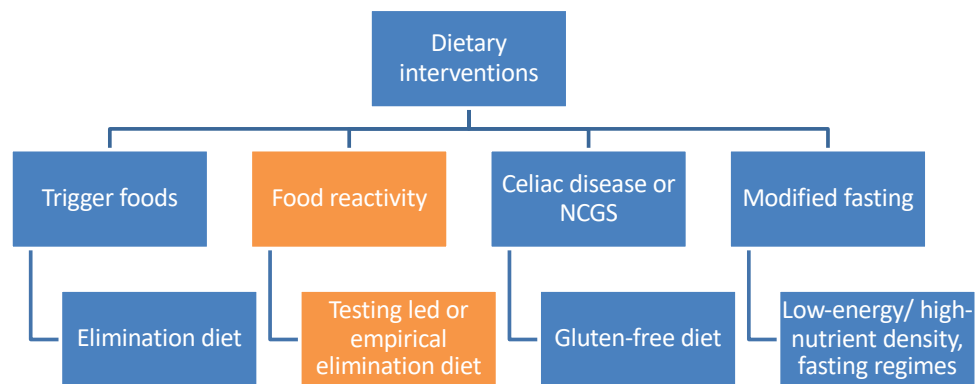 Dietary
interventions
Trigger foods
Food reactivity
Celiac disease or
NCGS
Modified fasting
Elimination diet
Testing led or
empirical
elimination diet
Gluten-free diet
Low-energy/ high-
nutrient density,
fasting regimes